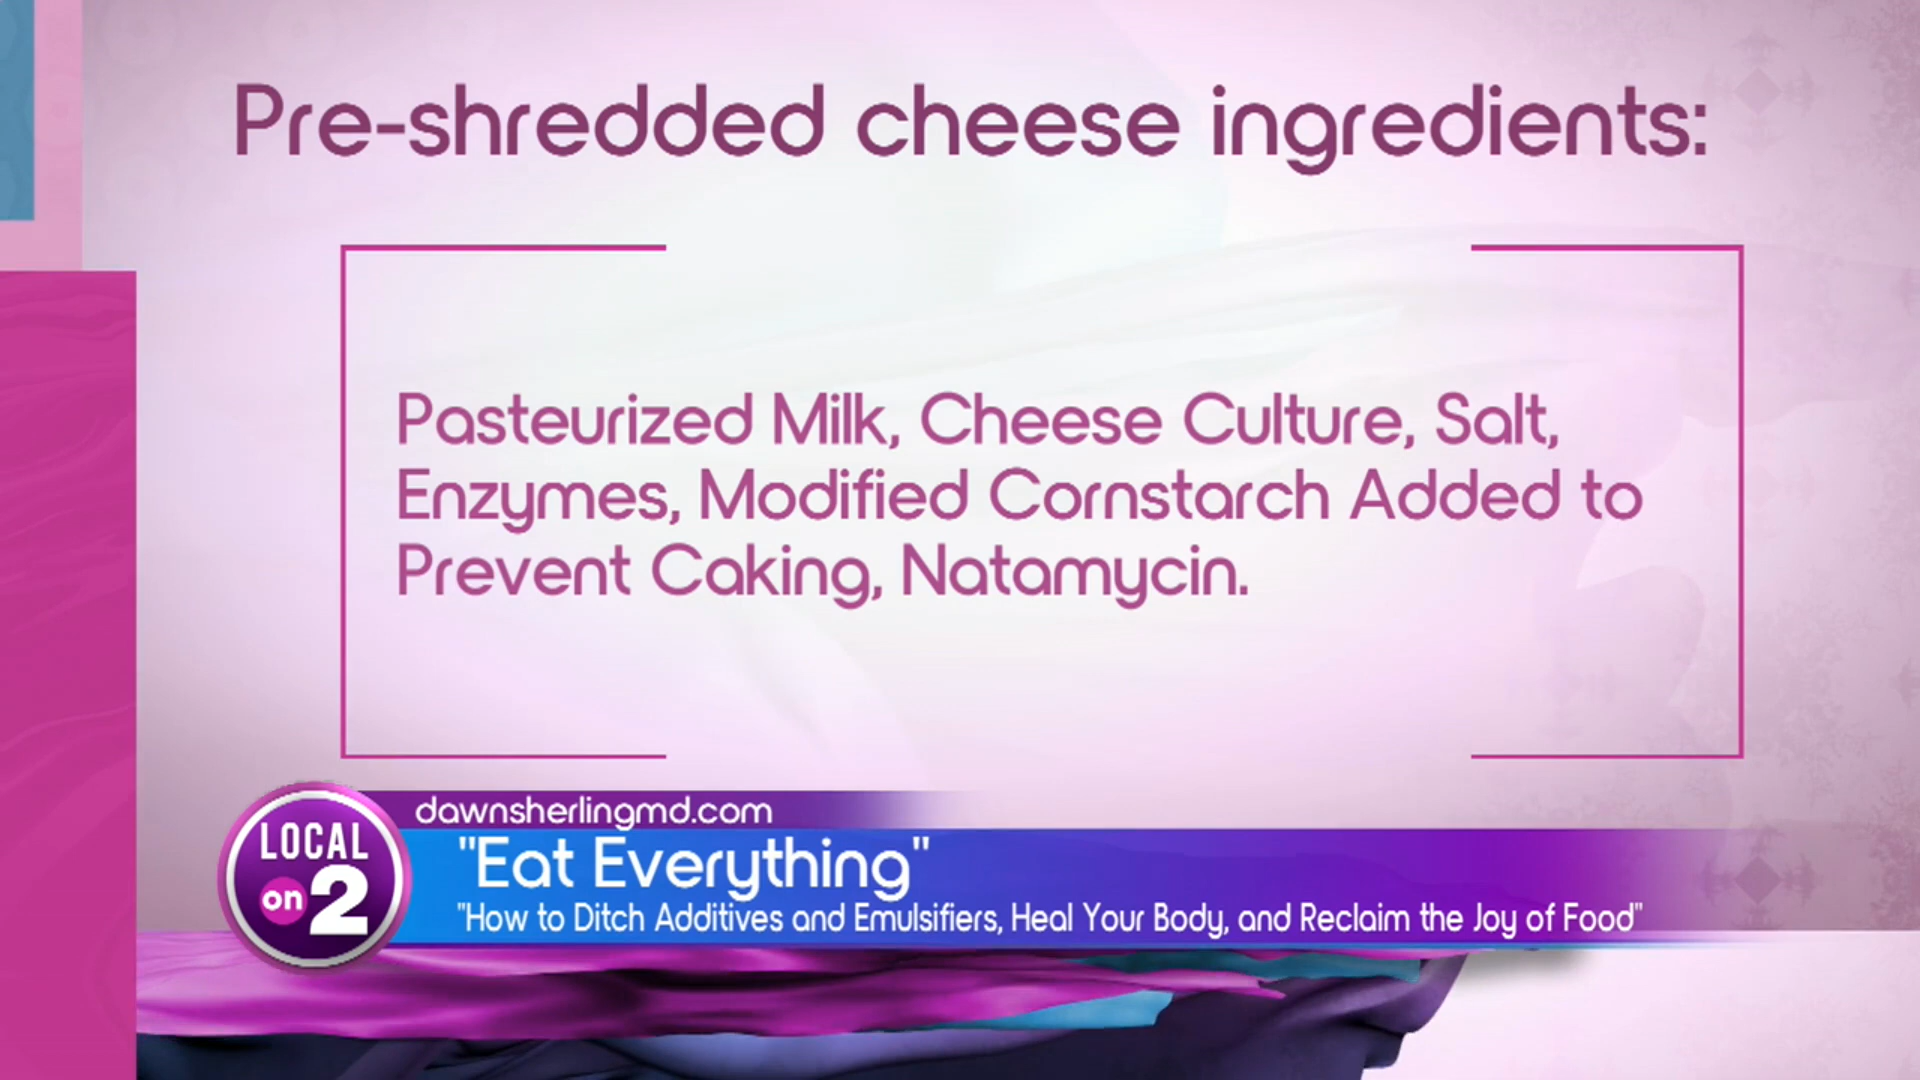 Pre-shredded cheese ingredients:
Pasteurized Milk, Cheese Culture, Salt,
Enzymes, Modified Cornstarch Added to
Prevent Caking, Natamycin.
dawnsherlingmd.com
LOCAL
on 2
"Eat Everything"
"How to Ditch Additives and Emulsifiers, Heal Your Body, and Reclaim the Joy of Food"